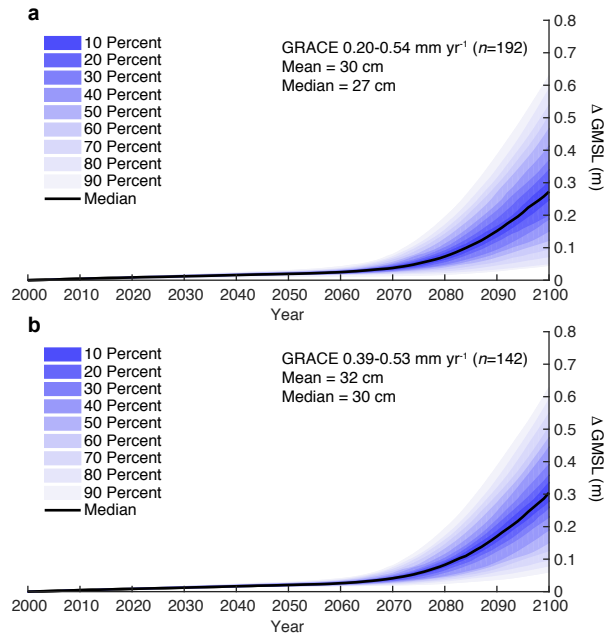 a
10 Percent
20 Percent
30 Percent
40 Percent
50 Percent
60 Percent
70 Percent
80 Percent
90 Percent
Median
GRACE 0.20-0.54 mm yr⁻¹ (n=192)
Mean = 30 cm
Median = 27 cm
0.8
0.7
0.6
0.5
0.4
0.3
0.2
0.1
0
Δ GMSL (m)
2000 2010 2020 2030 2040 2050 2060 2070 2080 2090 2100
Year
b
10 Percent
20 Percent
30 Percent
40 Percent
50 Percent
60 Percent
70 Percent
80 Percent
90 Percent
Median
GRACE 0.39-0.53 mm yr⁻¹ (n=142)
Mean = 32 cm
Median = 30 cm
0.8
0.7
0.6
0.5
0.4
0.3
0.2
0.1
0
Δ GMSL (m)
2000 2010 2020 2030 2040 2050 2060 2070 2080 2090 2100
Year